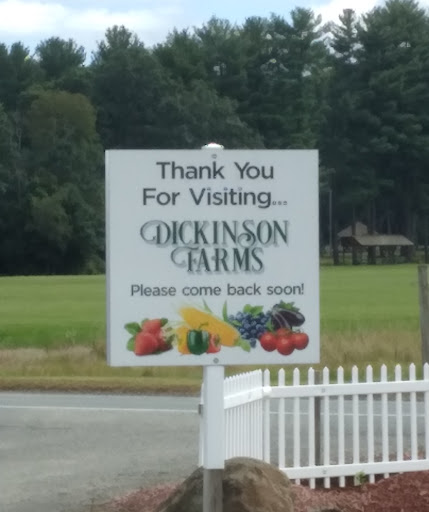 Thank You
For Visiting...
DICKINSON
FARMS
Please come back soon!